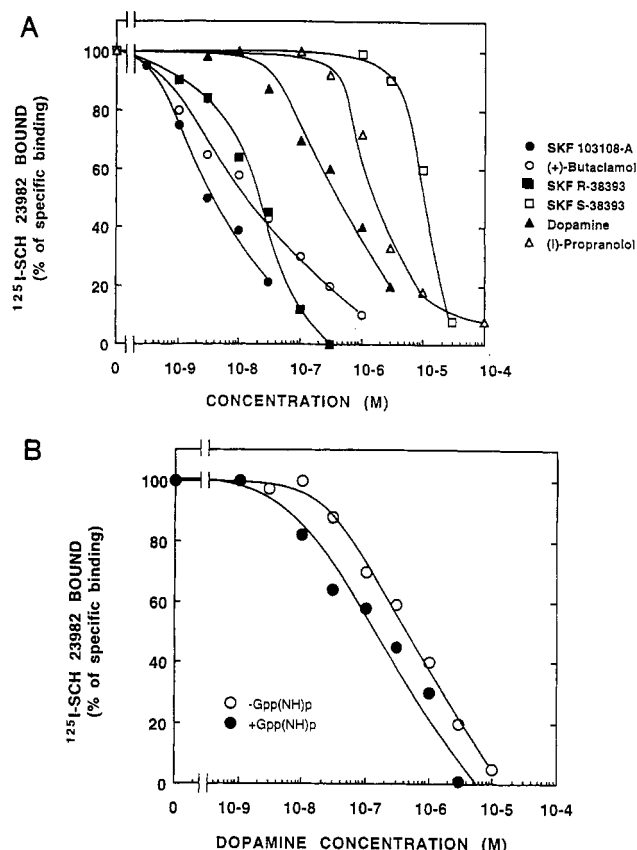 A
125I-SCH 23982 BOUND
(% of specific binding)
100
80
60
40
20
0
0
10-9
10-8
10-7
10-6
10-5
10-4
CONCENTRATION (M)
● SKF 103108-A
○ (+)-Butaclamol
■ SKF R-38393
□ SKF S-38393
▲ Dopamine
△ (l)-Propranolol
B
125I-SCH 23982 BOUND
(% of specific binding)
100
80
60
40
20
0
○ -Gpp(NH)p
● +Gpp(NH)p
0
10-9
10-8
10-7
10-6
10-5
10-4
DOPAMINE CONCENTRATION (M)